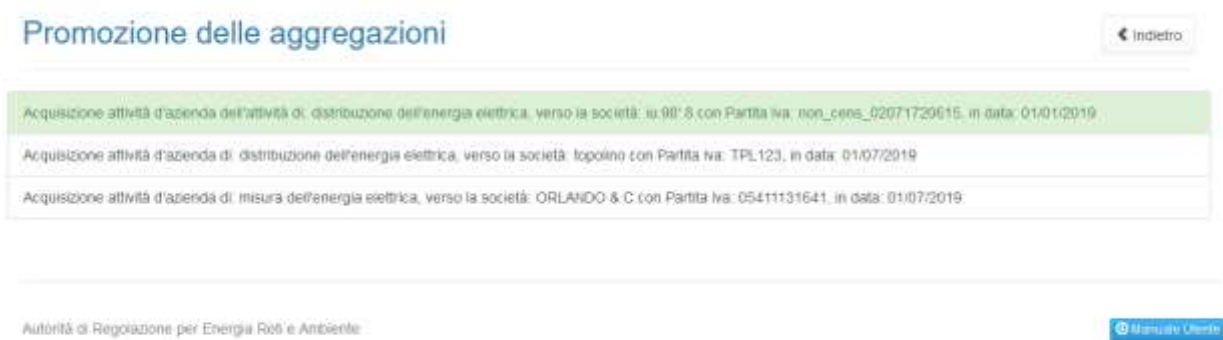 Promozione delle aggregazioni
Indietro
Acquisizione attività d'azienda dell'attività di: distribuzione dell'energia elettrica, verso la società: iu 98' 8 con Partita Iva: non_cens_02071729615, in data: 01/01/2019
Acquisizione attività d'azienda di: distribuzione dell'energia elettrica, verso la società: topolino con Partita Iva: TPL123, in data: 01/07/2019
Acquisizione attività d'azienda di: misura dell'energia elettrica, verso la società: ORLANDO & C con Partita Iva: 05411131641, in data: 01/07/2019
Autorità di Regolazione per Energia Reti e Ambiente
Manuale Utente